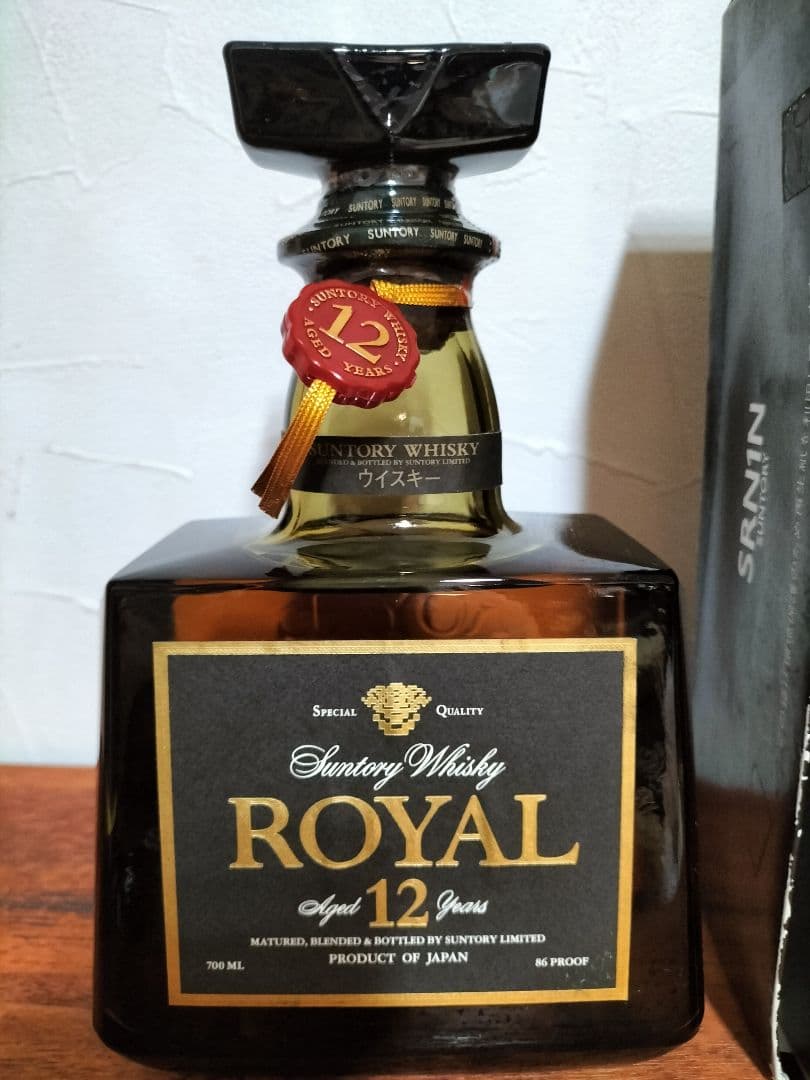 SUNTORY SUNTORY SUNTORY
SUNTORY SUNTORY SUNTORY
SUNTORY WHISKY
12
AGED YEARS
SUNTORY WHISKY
BLENDED & BOTTLED BY SUNTORY LIMITED
ウイスキー
SPECIAL QUALITY
Suntory Whisky
ROYAL
Aged 12 Years
MATURED, BLENDED & BOTTLED BY SUNTORY LIMITED
700 ML PRODUCT OF JAPAN 86 PROOF
SRN1N
SUNTORY